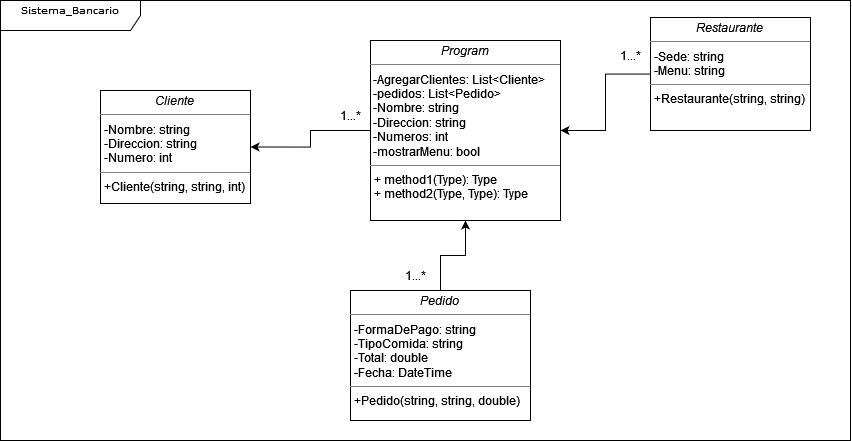 Sistema_Bancario
Cliente
-Nombre: string
-Direccion: string
-Numero: int
+Cliente(string, string, int)
1...*
Program
-AgregarClientes: List<Cliente>
-pedidos: List<Pedido>
-Nombre: string
-Direccion: string
-Numeros: int
-mostrarMenu: bool
+ method1(Type): Type
+ method2(Type, Type): Type
1...*
Restaurante
-Sede: string
-Menu: string
+Restaurante(string, string)
1...*
Pedido
-FormaDePago: string
-TipoComida: string
-Total: double
-Fecha: DateTime
+Pedido(string, string, double)